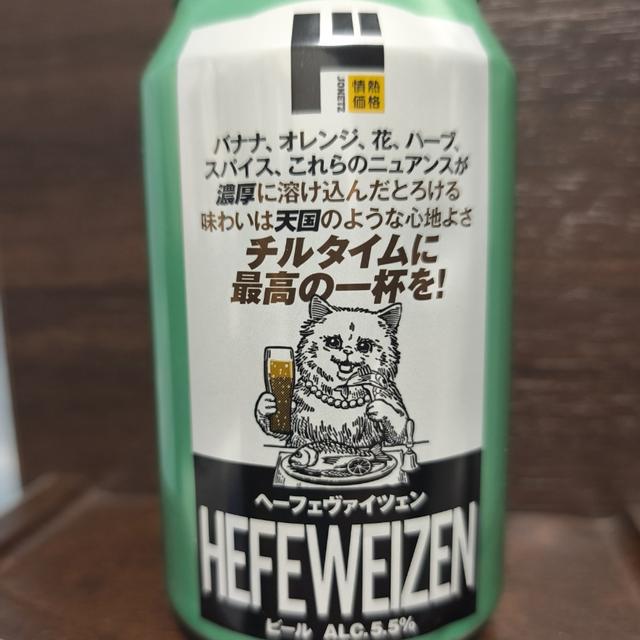 ド
JONETZ
情熱
価格
バナナ、オレンジ、花、ハーブ、
スパイス、これらのニュアンスが
濃厚に溶け込んだとろける
味わいは天国のような心地よさ
チルタイムに
最高の一杯を!
ヘーフェヴァイツェン
HEFEWEIZEN
ビール ALC.5.5%